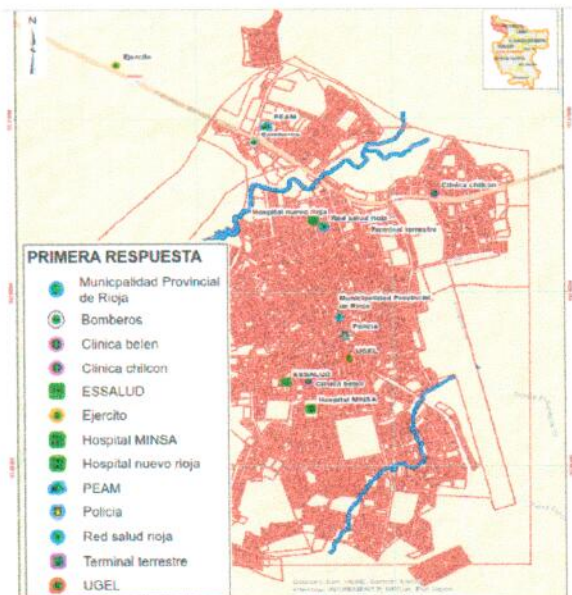 N
Ejercito
PEAM
Bomberos
Clinica chilcon
Hospital nuevo rioja
Red salud rioja
Terminal terrestre
Municipalidad Provincial
de Rioja
Policia
UGEL
ESSALUD
Clinica belen
Hospital MINSA
PRIMERA RESPUESTA
Municpalidad Provincial
de Rioja
Bomberos
Clinica belen
Clinica chilcon
ESSALUD
Ejercito
Hospital MINSA
Hospital nuevo rioja
PEAM
Policia
Red salud rioja
Terminal terrestre
UGEL